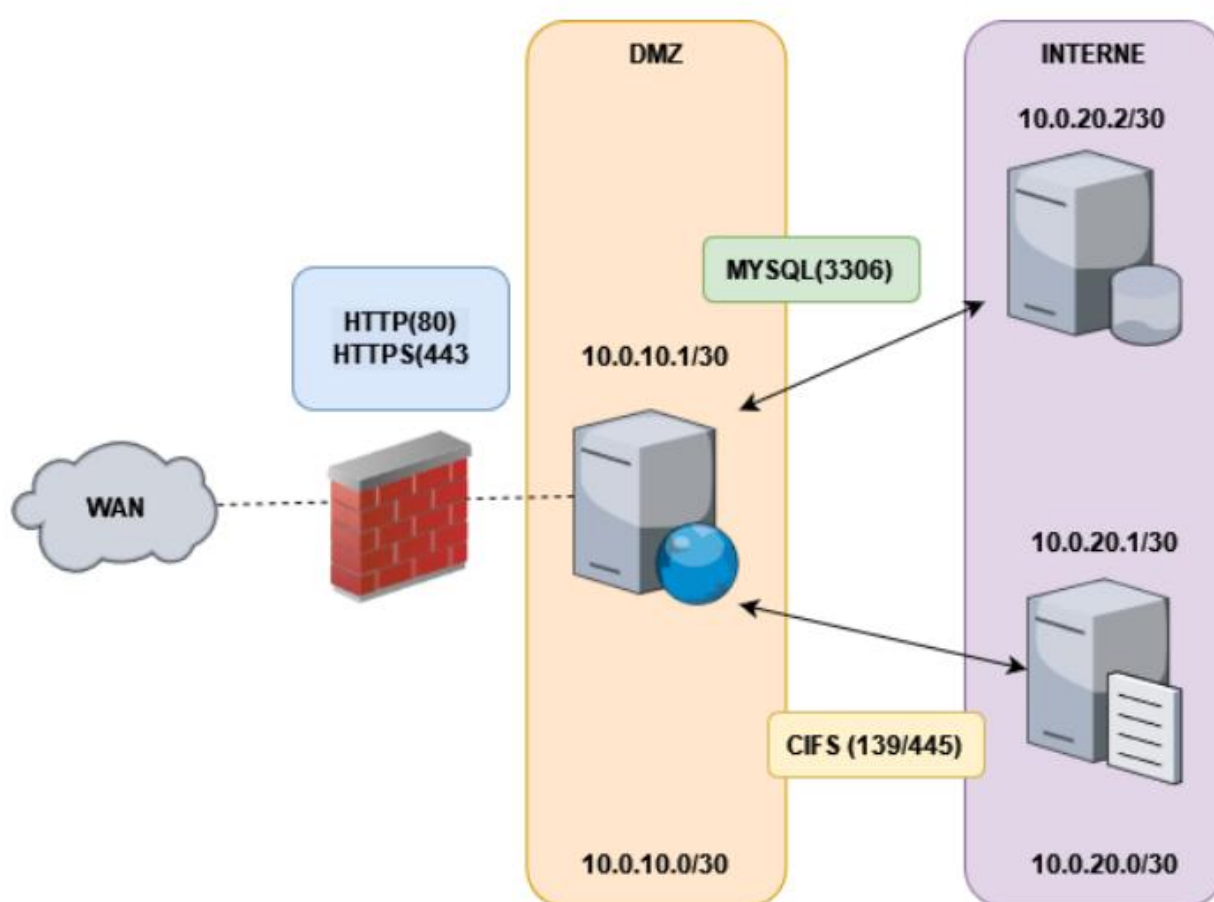 DMZ
INTERNE
10.0.20.2/30
MYSQL(3306)
HTTP(80)
HTTPS(443
10.0.10.1/30
WAN
10.0.20.1/30
CIFS (139/445)
10.0.10.0/30
10.0.20.0/30